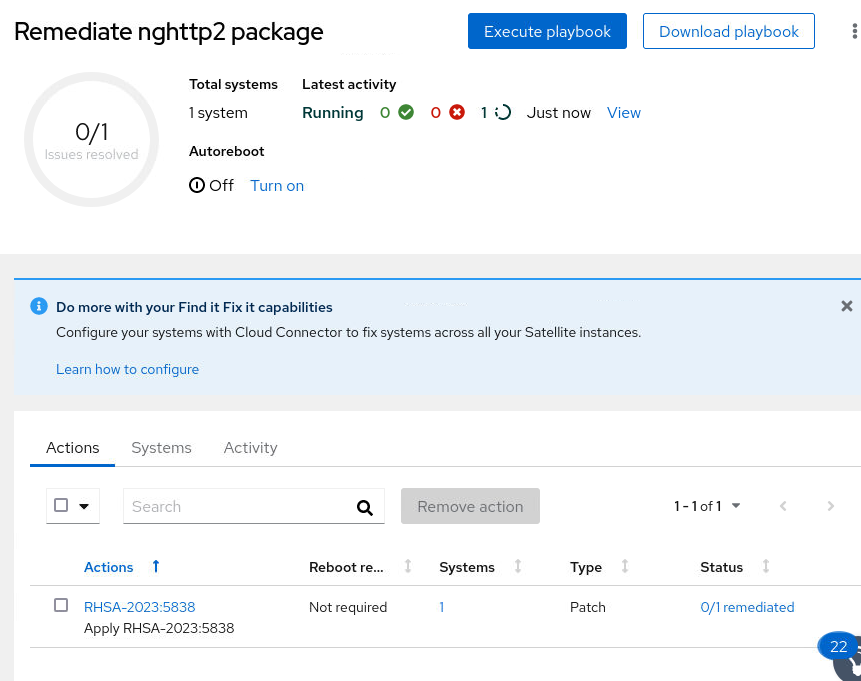 Remediate nghttp2 package
Execute playbook
Download playbook
0/1
Issues resolved
Total systems
1 system
Latest activity
Running 0 0 1 Just now View
Autoreboot
Off Turn on
Do more with your Find it Fix it capabilities
Configure your systems with Cloud Connector to fix systems across all your Satellite instances.
Learn how to configure
Actions Systems Activity
Search
Remove action
1 - 1 of 1
Actions Reboot re... Systems Type Status
RHSA-2023:5838 Not required 1 Patch 0/1 remediated
Apply RHSA-2023:5838
22